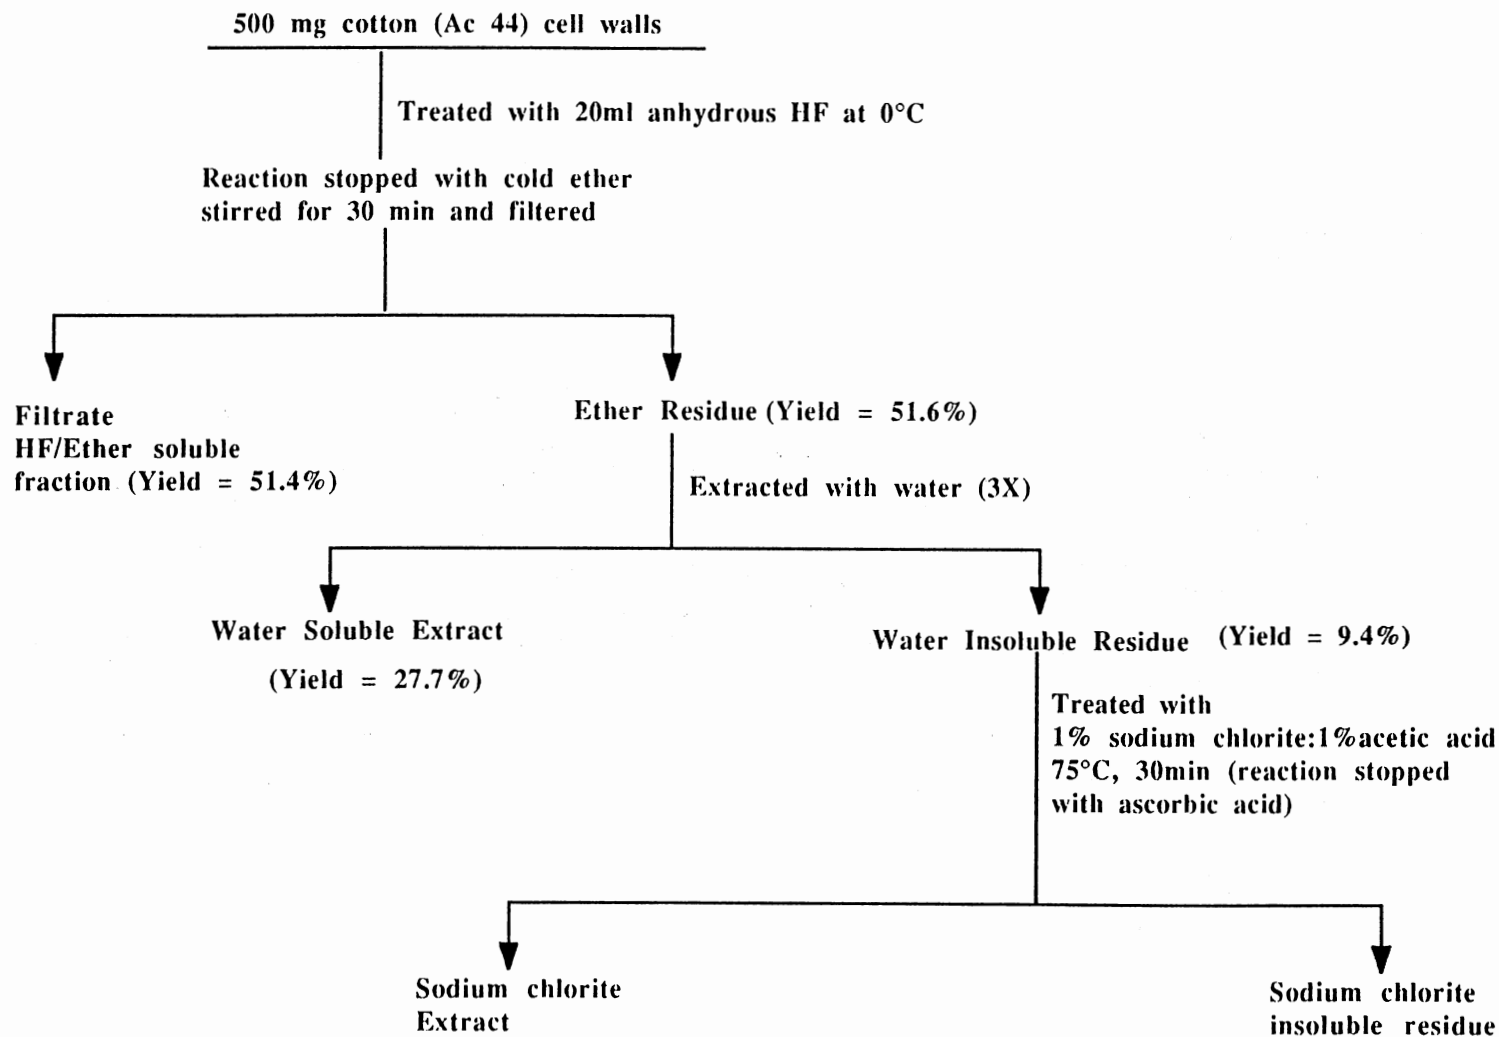 500 mg cotton (Ac 44) cell walls
Treated with 20ml anhydrous HF at 0°C
Reaction stopped with cold ether
stirred for 30 min and filtered
Filtrate
HF/Ether soluble
fraction (Yield = 51.4%)
Ether Residue (Yield = 51.6%)
Extracted with water (3X)
Water Soluble Extract
(Yield = 27.7%)
Water Insoluble Residue (Yield = 9.4%)
Treated with
1% sodium chlorite:1%acetic acid
75°C, 30min (reaction stopped
with ascorbic acid)
Sodium chlorite
Extract
Sodium chlorite
insoluble residue